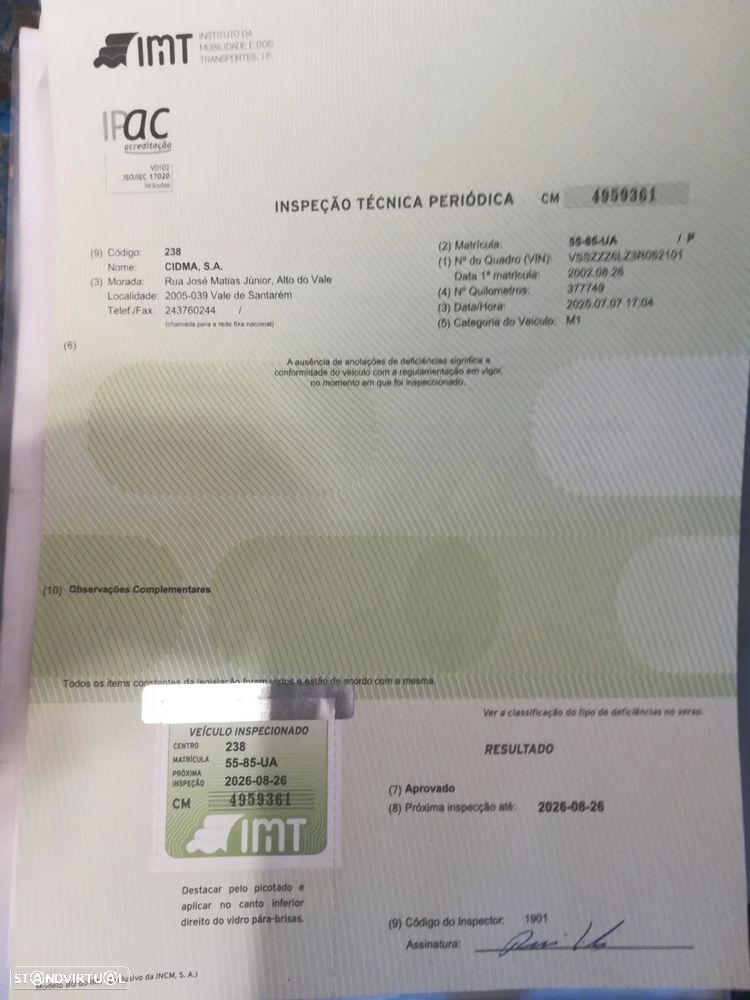 IMT INSTITUTO DA
MOBILIDADE E DOS
TRANSPORTES, I.P.
IPAC
acreditação
V0102
ISO/IEC 17020
Veículos
INSPEÇÃO TÉCNICA PERIÓDICA CM 4959361
(9) Código: 238
Nome: CIDMA, S.A.
(3) Morada: Rua José Matias Júnior, Alto do Vale
Localidade: 2005-039 Vale de Santarém
Telef./Fax: 243760244 /
(chamada para a rede fixa nacional)
(2) Matrícula: 55-85-UA / P
(1) Nº do Quadro (VIN): VSSZZZ6LZ3R052101
Data 1ª matrícula: 2002.08.26
(4) Nº Quilometros: 377749
(3) Data/Hora: 2025.07.07 17:04
(5) Categoria do Veículo: M1
(6)
A ausência de anotações de deficiências significa a
conformidade do veículo com a regulamentação em vigor,
no momento em que foi inspeccionado.
(10) Observações Complementares
Todos os items constantes da legislação foram vistos e estão de acordo com a mesma.
Ver a classificação do tipo de deficiências no verso.
VEÍCULO INSPECIONADO
CENTRO 238
MATRÍCULA 55-85-UA
PRÓXIMA
INSPEÇÃO 2026-08-26
CM 4959361
IMT
RESULTADO
(7) Aprovado
(8) Próxima inspecção até: 2026-08-26
Destacar pelo picotado e
aplicar no canto inferior
direito do vidro pára-brisas.
(9) Código do Inspector: 1901
Assinatura:
STANDVIRTUAL
da INCM, S. A.)